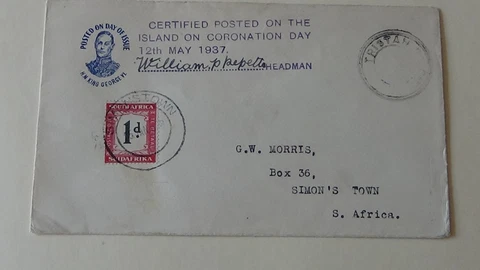 POSTED ON DAY OF ISSUE
H.M. KING GEORGE VI.
CERTIFIED POSTED ON THE
ISLAND ON CORONATION DAY
12th MAY 1937.
William P Repetto HEADMAN
TRISTAN
SOUTH AFRICA
1d.
SUIDAFRIKA
G.W. MORRIS,
Box 36,
SIMON'S TOWN
S. Africa.